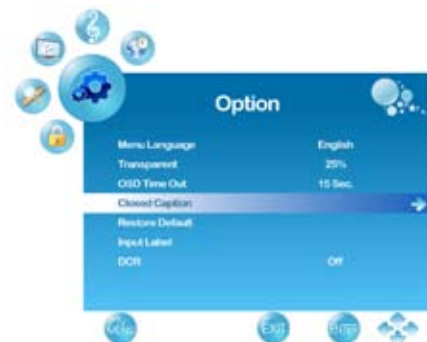 Option
Menu Language English
Transparent 25%
OSD Time Out 15 Sec.
Closed Caption
Restore Default
Input Label
DCR Off
Exit